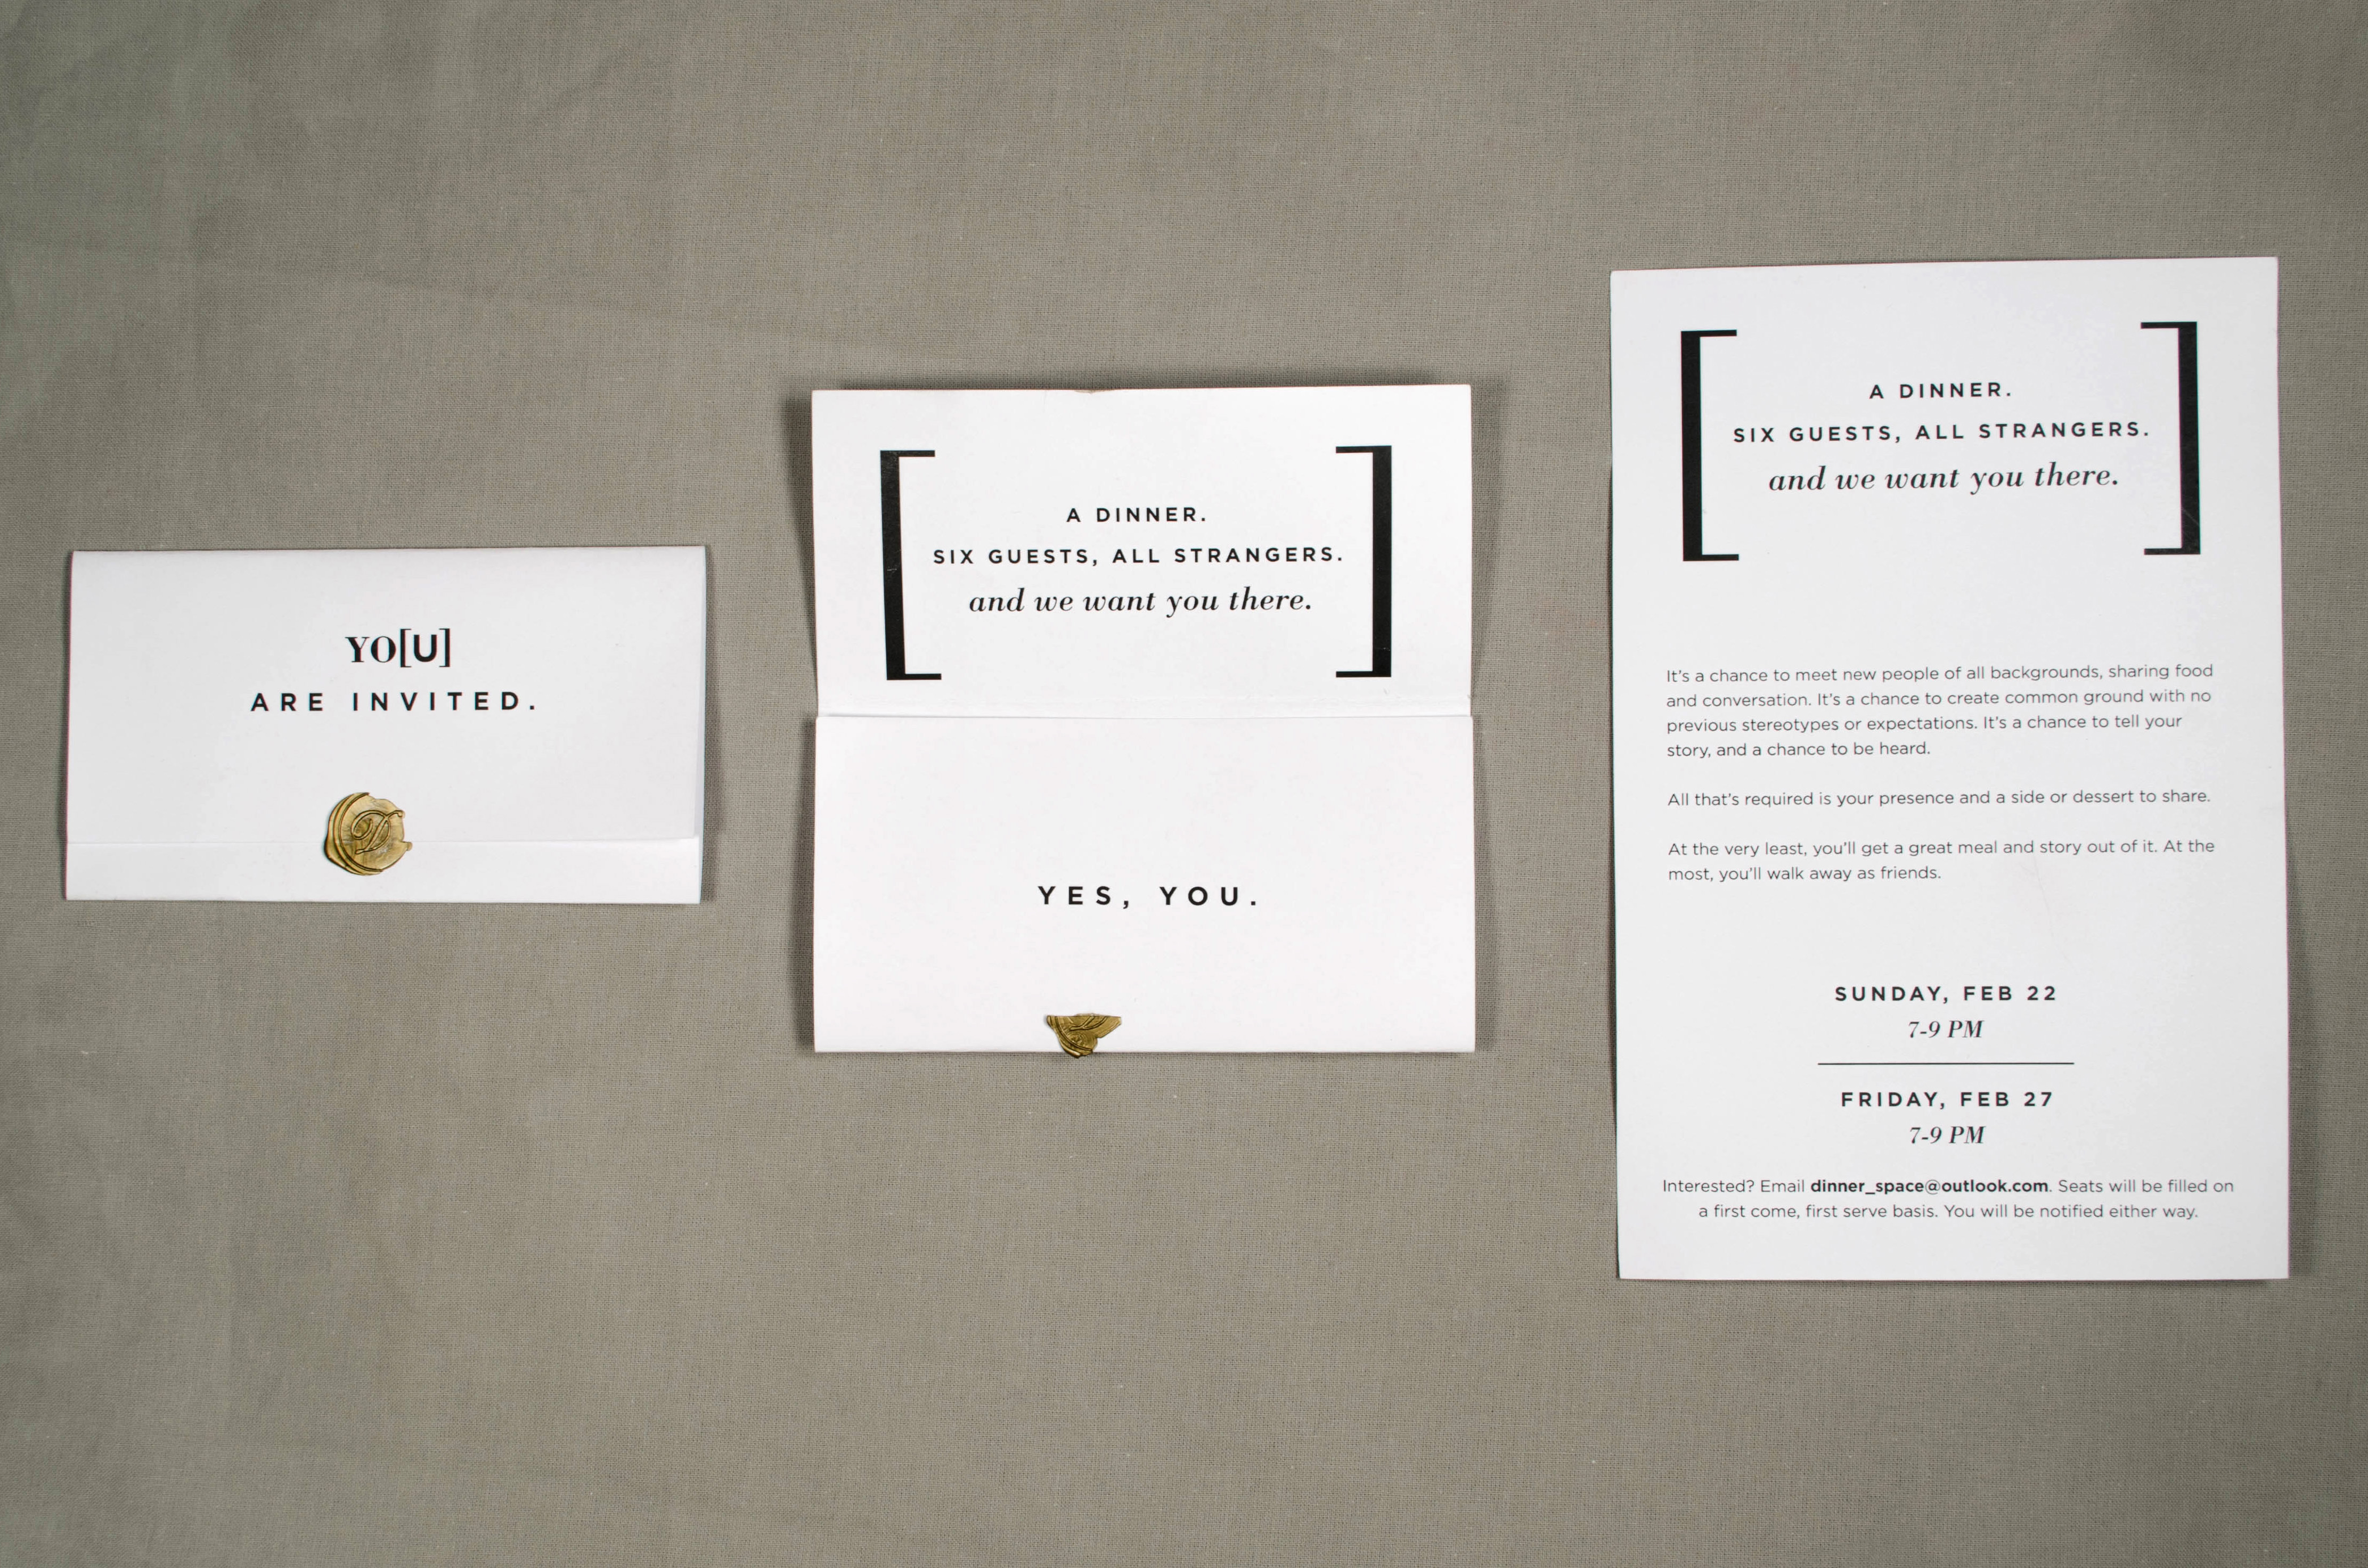 YO[U]
ARE INVITED.
D
A DINNER.
SIX GUESTS, ALL STRANGERS.
and we want you there.
YES, YOU.
A DINNER.
SIX GUESTS, ALL STRANGERS.
and we want you there.
It's a chance to meet new people of all backgrounds, sharing food
and conversation. It's a chance to create common ground with no
previous stereotypes or expectations. It's a chance to tell your
story, and a chance to be heard.
All that's required is your presence and a side or dessert to share.
At the very least, you'll get a great meal and story out of it. At the
most, you'll walk away as friends.
SUNDAY, FEB 22
7-9 PM
FRIDAY, FEB 27
7-9 PM
Interested? Email dinner_space@outlook.com. Seats will be filled on
a first come, first serve basis. You will be notified either way.